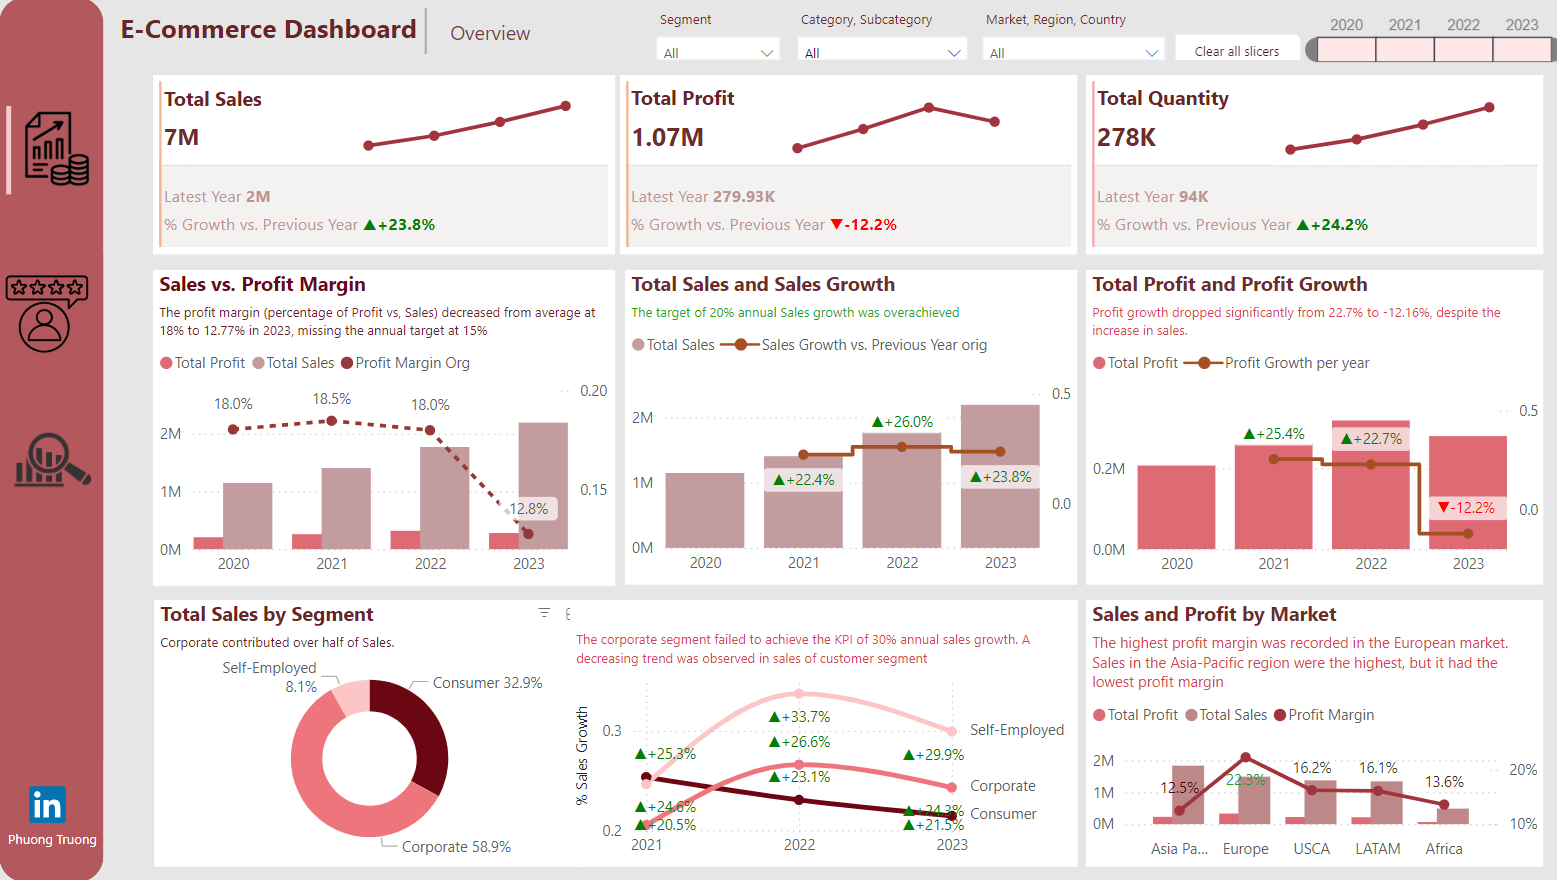 E-Commerce Dashboard
Overview
Segment
All
Category, Subcategory
All
Market, Region, Country
All
Clear all slicers
2020 2021 2022 2023
Total Sales
7M
Latest Year 2M
% Growth vs. Previous Year ▲+23.8%
Total Profit
1.07M
Latest Year 279.93K
% Growth vs. Previous Year ▼-12.2%
Total Quantity
278K
Latest Year 94K
% Growth vs. Previous Year ▲+24.2%
Sales vs. Profit Margin
The profit margin (percentage of Profit vs, Sales) decreased from average at
18% to 12.77% in 2023, missing the annual target at 15%
Total Profit Total Sales Profit Margin Org
18.0% 18.5% 18.0% 12.8%
2M
1M
0M
0.20
0.15
2020 2021 2022 2023
Total Sales and Sales Growth
The target of 20% annual Sales growth was overachieved
Total Sales Sales Growth vs. Previous Year orig
2M
1M
0M
▲+22.4% ▲+26.0% ▲+23.8%
0.5
0.0
2020 2021 2022 2023
Total Profit and Profit Growth
Profit growth dropped significantly from 22.7% to -12.16%, despite the
increase in sales.
Total Profit Profit Growth per year
0.2M
0.0M
▲+25.4% ▲+22.7% ▼-12.2%
0.5
0.0
2020 2021 2022 2023
Total Sales by Segment
Corporate contributed over half of Sales.
Self-Employed
8.1%
Consumer 32.9%
Corporate 58.9%
The corporate segment failed to achieve the KPI of 30% annual sales growth. A
decreasing trend was observed in sales of customer segment
% Sales Growth
0.3
0.2
▲+25.3%
▲+24.6%
▲+20.5%
▲+33.7%
▲+26.6%
▲+23.1%
▲+29.9%
▲+24.3%
▲+21.5%
Self-Employed
Corporate
Consumer
2021 2022 2023
Sales and Profit by Market
The highest profit margin was recorded in the European market.
Sales in the Asia-Pacific region were the highest, but it had the
lowest profit margin
Total Profit Total Sales Profit Margin
2M
1M
0M
12.5% 22.3% 16.2% 16.1% 13.6%
20%
10%
Asia Pa... Europe USCA LATAM Africa
in
Phuong Truong